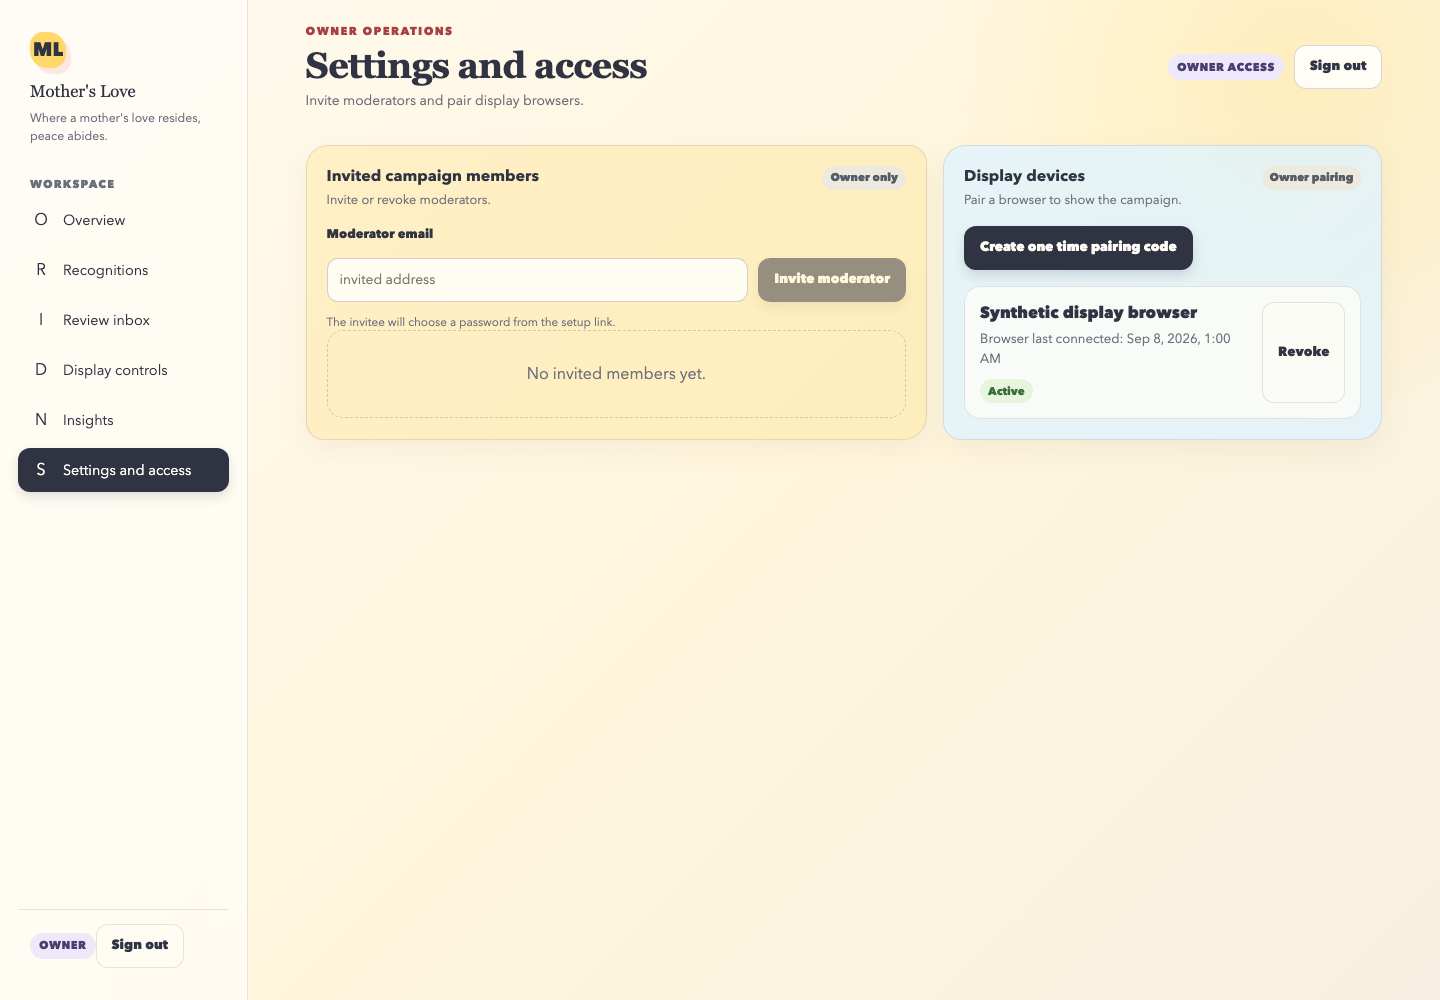 ML
Mother's Love
Where a mother's love resides,
peace abides.
WORKSPACE
O Overview
R Recognitions
I Review inbox
D Display controls
N Insights
S Settings and access
OWNER Sign out
OWNER OPERATIONS
Settings and access
Invite moderators and pair display browsers.
OWNER ACCESS Sign out
Invited campaign members
Owner only
Invite or revoke moderators.
Moderator email
invited address
Invite moderator
The invitee will choose a password from the setup link.
No invited members yet.
Display devices
Owner pairing
Pair a browser to show the campaign.
Create one time pairing code
Synthetic display browser
Browser last connected: Sep 8, 2026, 1:00
AM
Active
Revoke